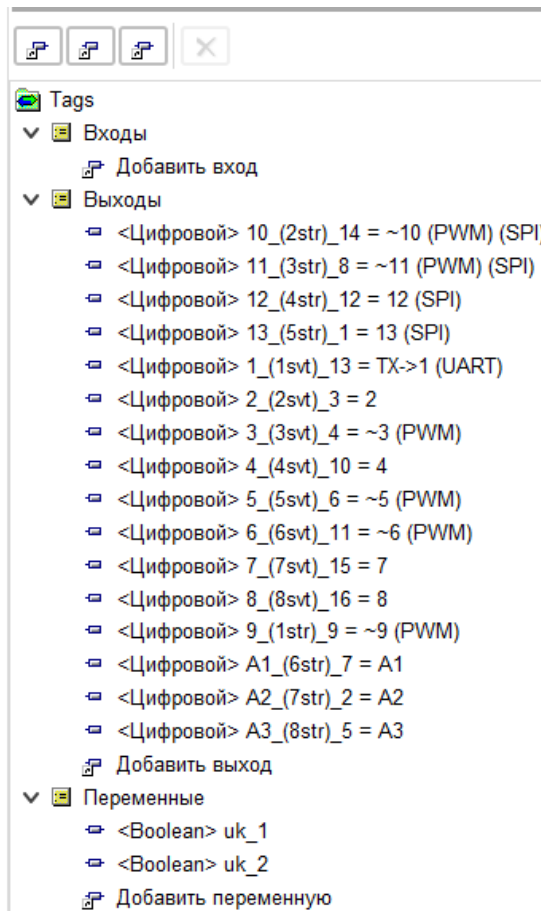 Tags
Входы
Добавить вход
Выходы
<Цифровой> 10_(2str)_14 = ~10 (PWM) (SPI)
<Цифровой> 11_(3str)_8 = ~11 (PWM) (SPI)
<Цифровой> 12_(4str)_12 = 12 (SPI)
<Цифровой> 13_(5str)_1 = 13 (SPI)
<Цифровой> 1_(1svt)_13 = TX->1 (UART)
<Цифровой> 2_(2svt)_3 = 2
<Цифровой> 3_(3svt)_4 = ~3 (PWM)
<Цифровой> 4_(4svt)_10 = 4
<Цифровой> 5_(5svt)_6 = ~5 (PWM)
<Цифровой> 6_(6svt)_11 = ~6 (PWM)
<Цифровой> 7_(7svt)_15 = 7
<Цифровой> 8_(8svt)_16 = 8
<Цифровой> 9_(1str)_9 = ~9 (PWM)
<Цифровой> A1_(6str)_7 = A1
<Цифровой> A2_(7str)_2 = A2
<Цифровой> A3_(8str)_5 = A3
Добавить выход
Переменные
<Boolean> uk_1
<Boolean> uk_2
Добавить переменную